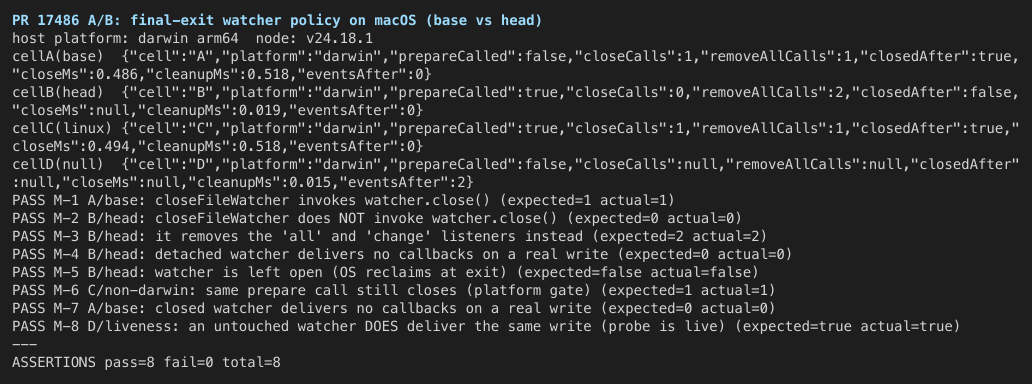 PR 17486 A/B: final-exit watcher policy on macOS (base vs head)
host platform: darwin arm64  node: v24.18.1
cellA(base)  {"cell":"A","platform":"darwin","prepareCalled":false,"closeCalls":1,"removeAllCalls":1,"closedAfter":true,
"closeMs":0.486,"cleanupMs":0.518,"eventsAfter":0}
cellB(head)  {"cell":"B","platform":"darwin","prepareCalled":true,"closeCalls":0,"removeAllCalls":2,"closedAfter":false,
"closeMs":null,"cleanupMs":0.019,"eventsAfter":0}
cellC(linux) {"cell":"C","platform":"darwin","prepareCalled":true,"closeCalls":1,"removeAllCalls":1,"closedAfter":true,"
closeMs":0.494,"cleanupMs":0.518,"eventsAfter":0}
cellD(null)  {"cell":"D","platform":"darwin","prepareCalled":false,"closeCalls":null,"removeAllCalls":null,"closedAfter"
:null,"closeMs":null,"cleanupMs":0.015,"eventsAfter":2}
PASS M-1 A/base: closeFileWatcher invokes watcher.close() (expected=1 actual=1)
PASS M-2 B/head: closeFileWatcher does NOT invoke watcher.close() (expected=0 actual=0)
PASS M-3 B/head: it removes the 'all' and 'change' listeners instead (expected=2 actual=2)
PASS M-4 B/head: detached watcher delivers no callbacks on a real write (expected=0 actual=0)
PASS M-5 B/head: watcher is left open (OS reclaims at exit) (expected=false actual=false)
PASS M-6 C/non-darwin: same prepare call still closes (platform gate) (expected=1 actual=1)
PASS M-7 A/base: closed watcher delivers no callbacks on a real write (expected=0 actual=0)
PASS M-8 D/liveness: an untouched watcher DOES deliver the same write (probe is live) (expected=true actual=true)
———
ASSERTIONS pass=8 fail=0 total=8